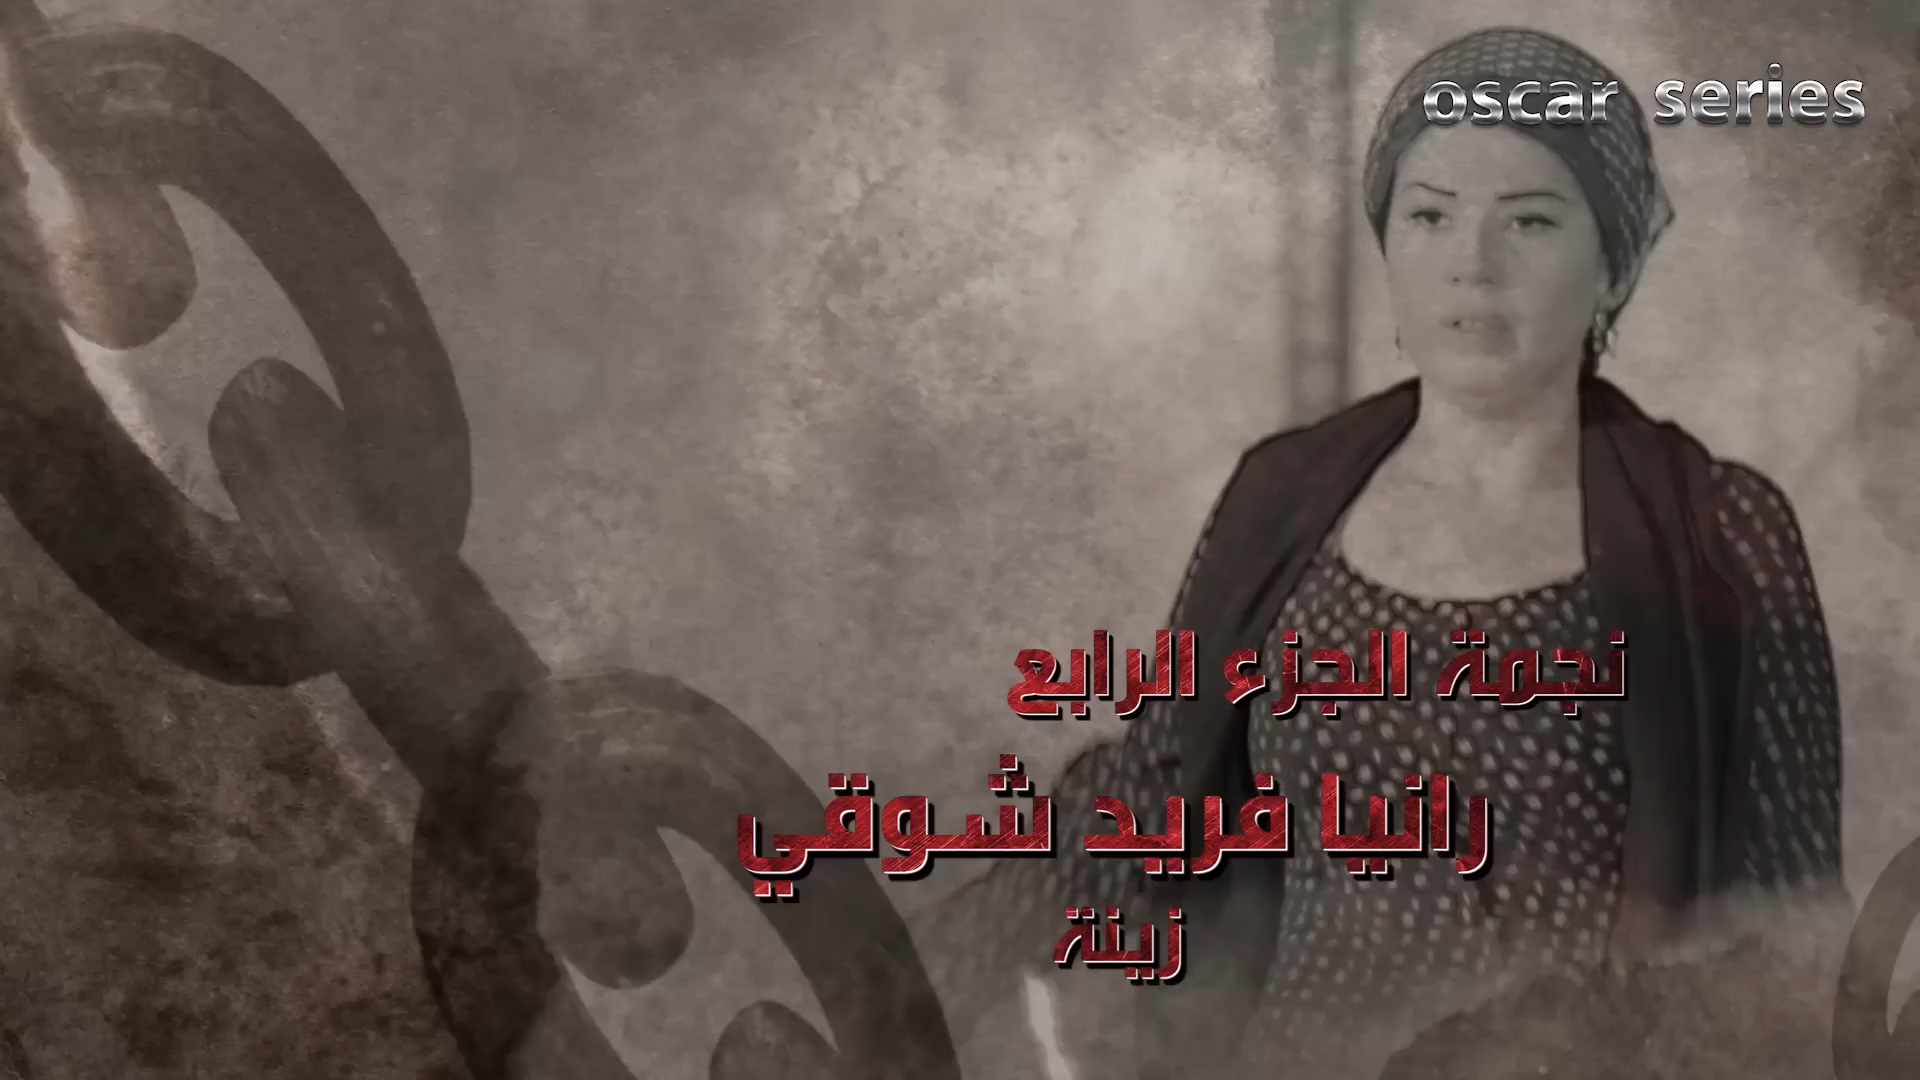 oscar series
نجمة الجزء الرابع
رانيا فريد شوقي
زينة